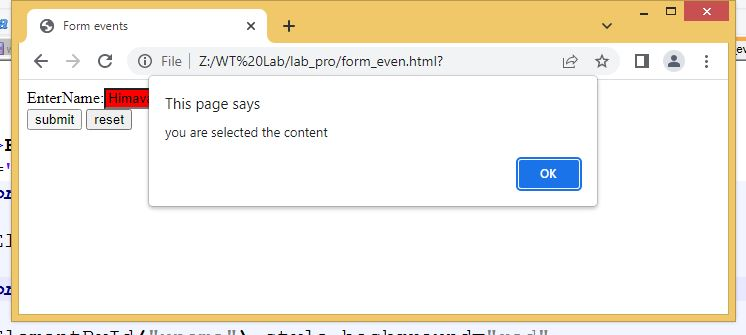 Form events
File
Z:/WT%20Lab/lab_pro/form_even.html?
This page says
you are selected the content
OK
EnterName:
submit
reset